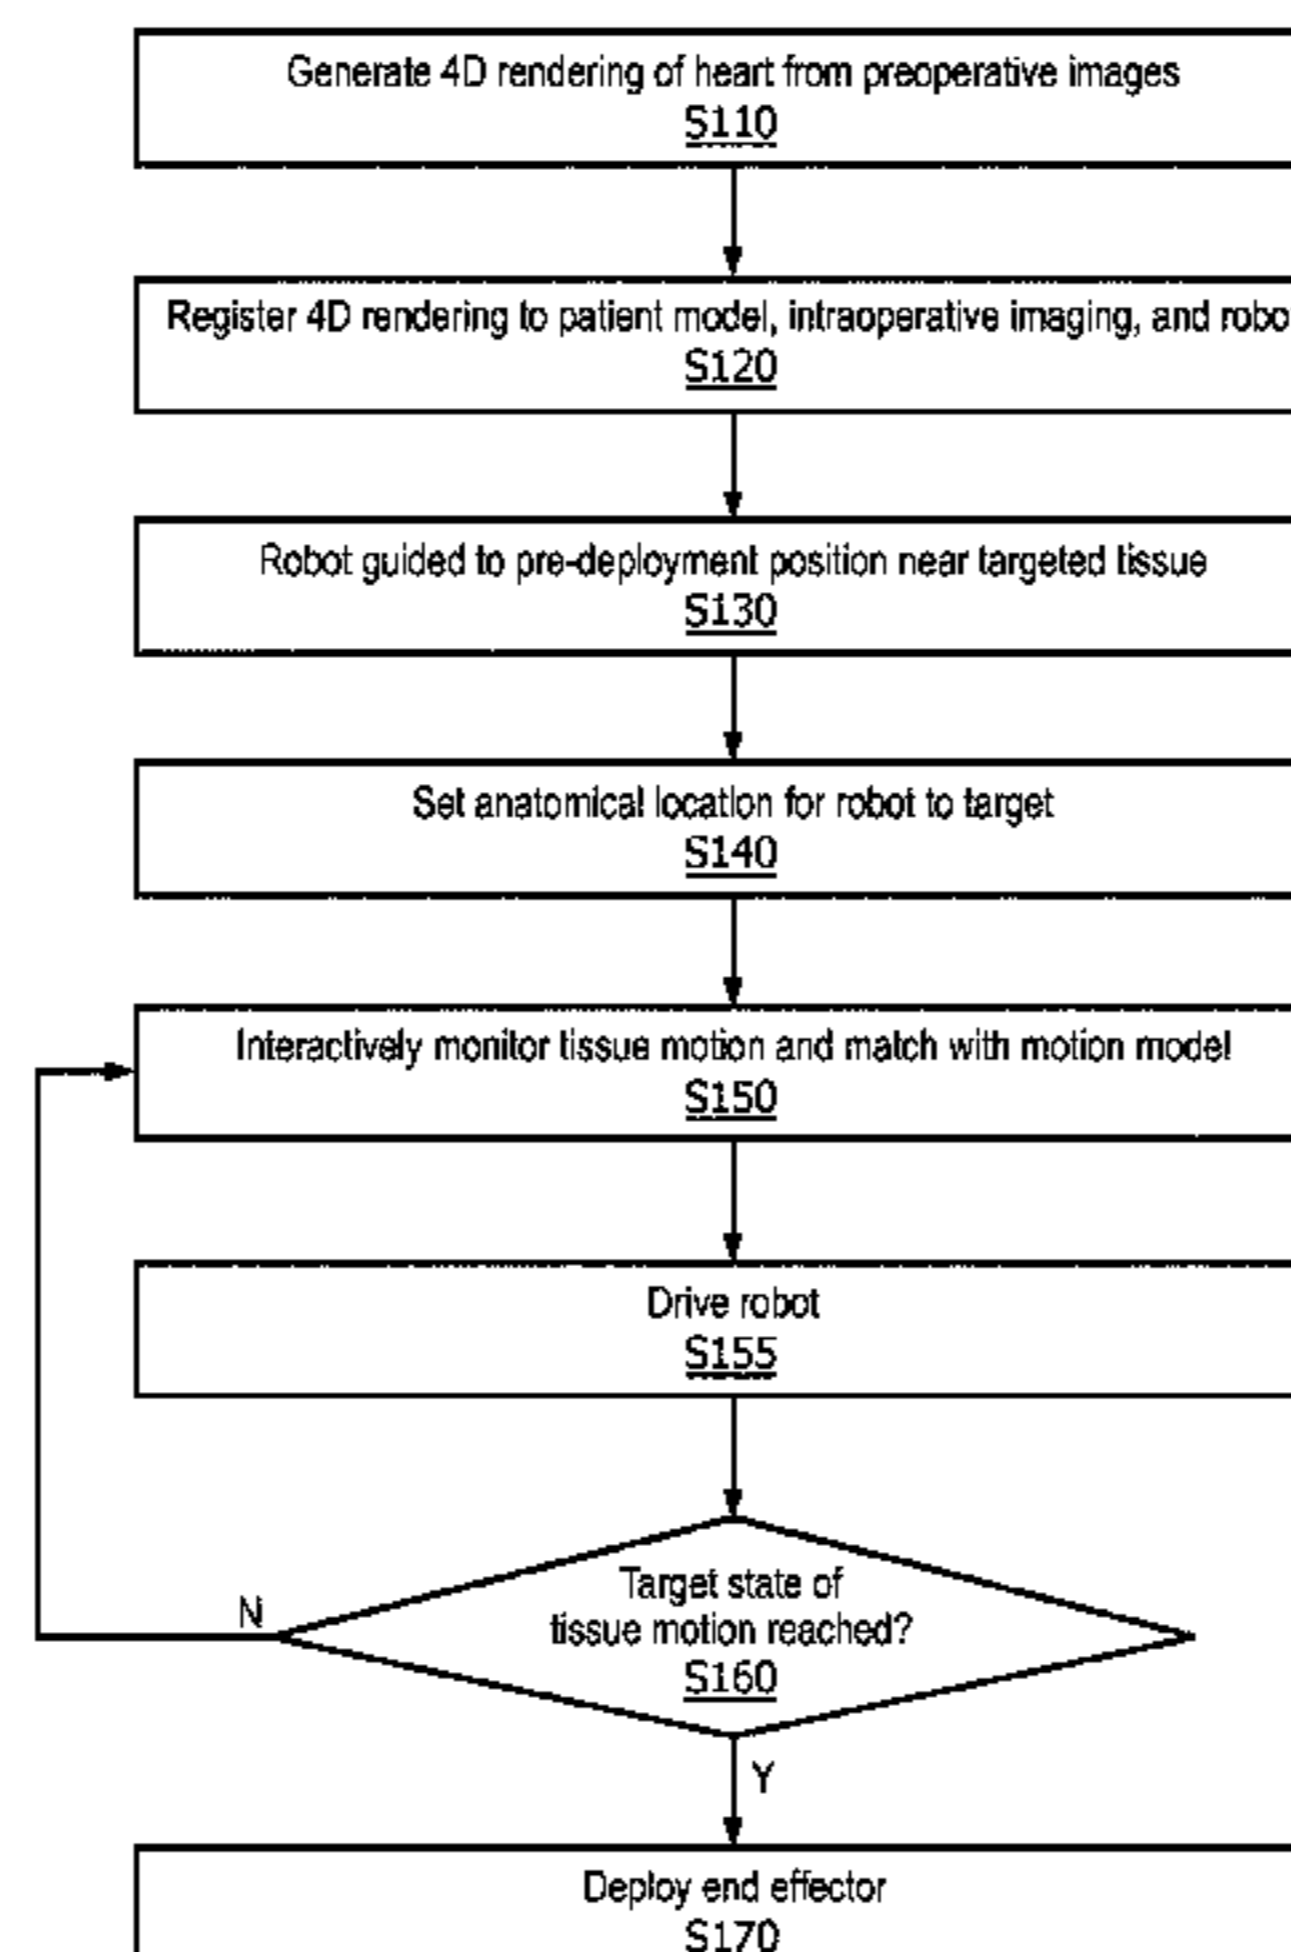 Generate 4D rendering of heart from preoperative images
S110
Register 4D rendering to patient model, intraoperative imaging, and robo
S120
Robot guided to pre-deployment position near targeted tissue
S130
Set anatomical location for robot to target
S140
Interactively monitor tissue motion and match with motion model
S150
Drive robot
S155
Target state of
tissue motion reached?
S160
N
Y
Deploy end effector
S170